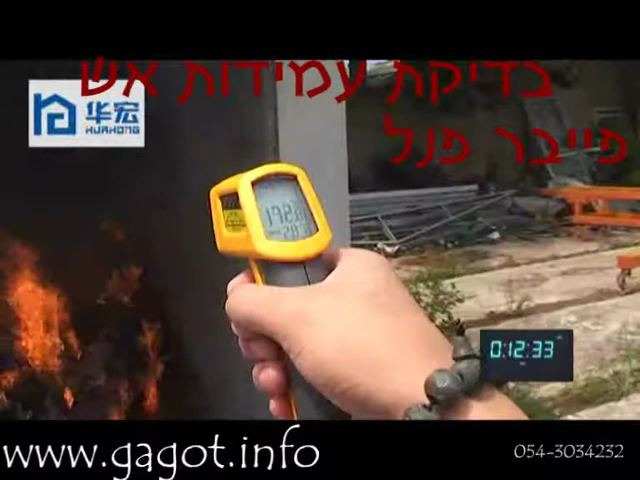 בדיקת עמידות אש
פייבר פנל
华宏
HUAHONG
0:12:33
www.gagot.info
054-3034232